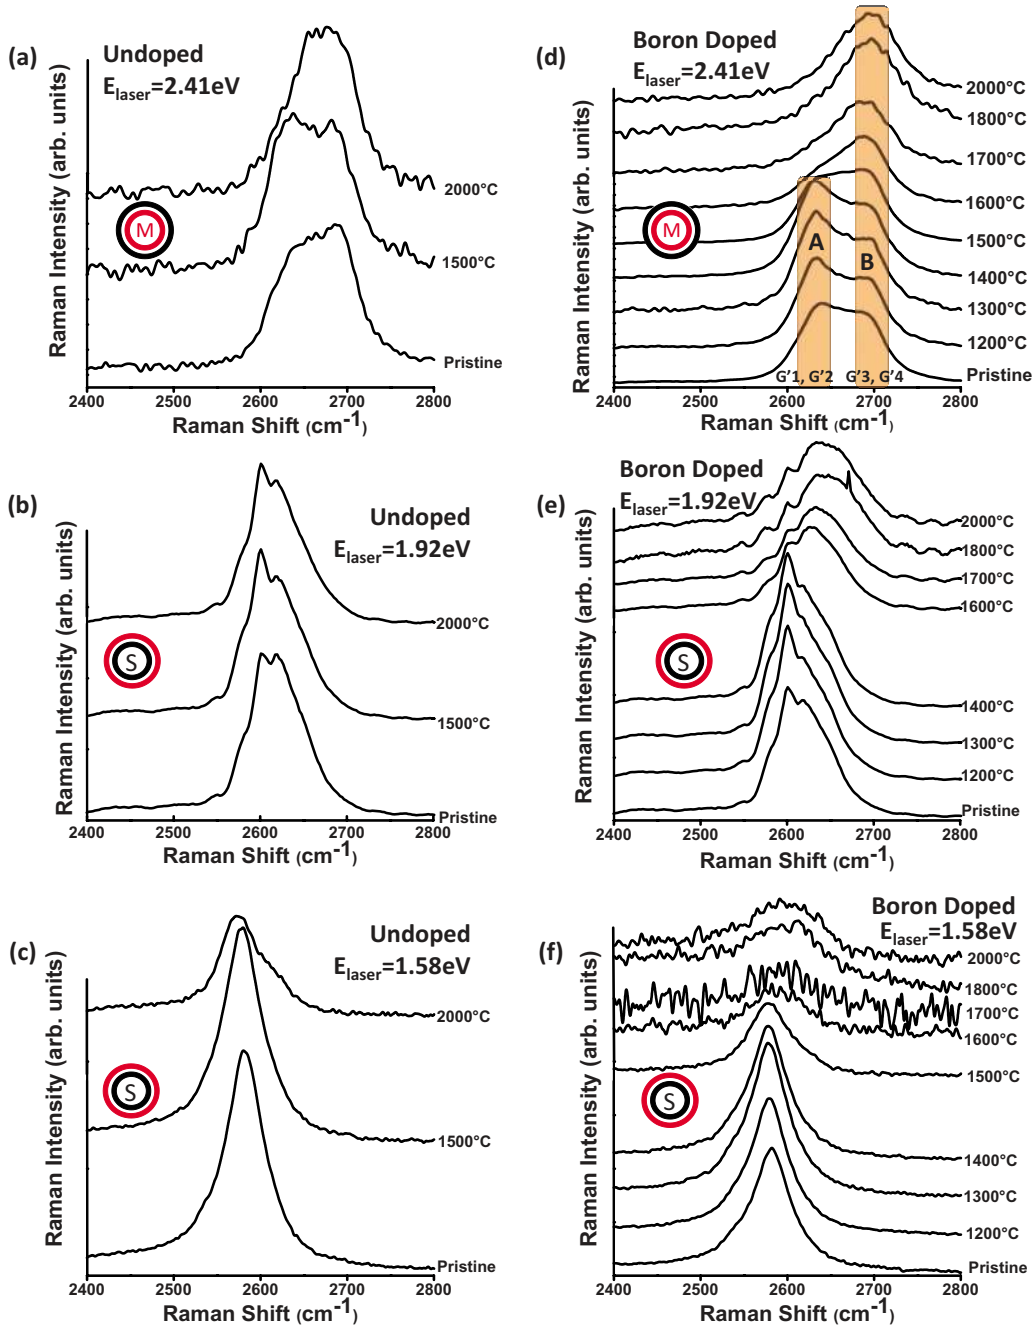 (a)
Undoped
E_laser=2.41eV
Raman Intensity (arb. units)
M
2000°C
1500°C
Pristine
2400 2500 2600 2700 2800
Raman Shift (cm⁻¹)
(d)
Boron Doped
E_laser=2.41eV
Raman Intensity (arb. units)
M
A
B
G'1, G'2 G'3, G'4
2000°C
1800°C
1700°C
1600°C
1500°C
1400°C
1300°C
1200°C
Pristine
2400 2500 2600 2700 2800
Raman Shift (cm⁻¹)
(b)
Undoped
E_laser=1.92eV
Raman Intensity (arb. units)
S
2000°C
1500°C
Pristine
2400 2500 2600 2700 2800
Raman Shift (cm⁻¹)
(e)
Boron Doped
E_laser=1.92eV
Raman Intensity (arb. units)
S
2000°C
1800°C
1700°C
1600°C
1400°C
1300°C
1200°C
Pristine
2400 2500 2600 2700 2800
Raman Shift (cm⁻¹)
(c)
Undoped
E_laser=1.58eV
Raman Intensity (arb. units)
S
2000°C
1500°C
Pristine
2400 2500 2600 2700 2800
Raman Shift (cm⁻¹)
(f)
Boron Doped
E_laser=1.58eV
Raman Intensity (arb. units)
S
2000°C
1800°C
1700°C
1600°C
1500°C
1400°C
1300°C
1200°C
Pristine
2400 2500 2600 2700 2800
Raman Shift (cm⁻¹)